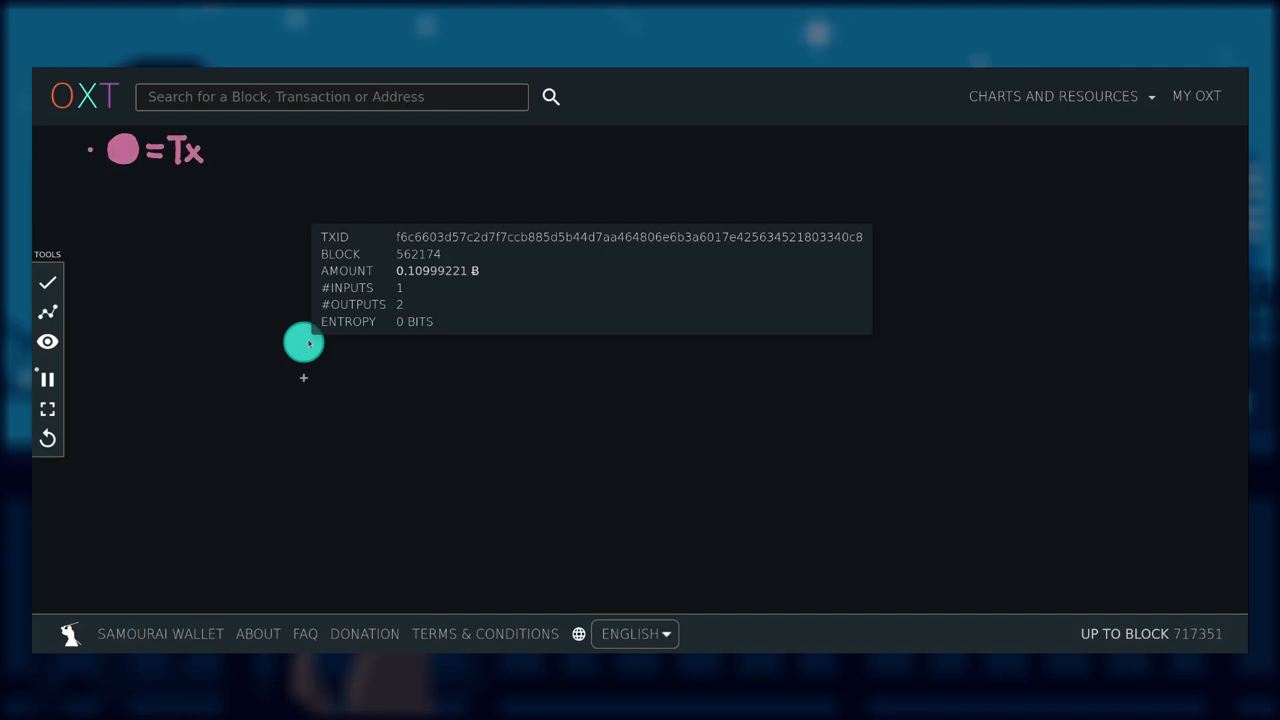 OXT
Search for a Block, Transaction or Address
CHARTS AND RESOURCES
MY OXT
• = Tx
TXID f6c6603d57c2d7f7ccb885d5b44d7aa464806e6b3a6017e425634521803340c8
BLOCK 562174
AMOUNT 0.10999221 Ƀ
#INPUTS 1
#OUTPUTS 2
ENTROPY 0 BITS
TOOLS
+
SAMOURAI WALLET ABOUT FAQ DONATION TERMS & CONDITIONS ENGLISH UP TO BLOCK 717351